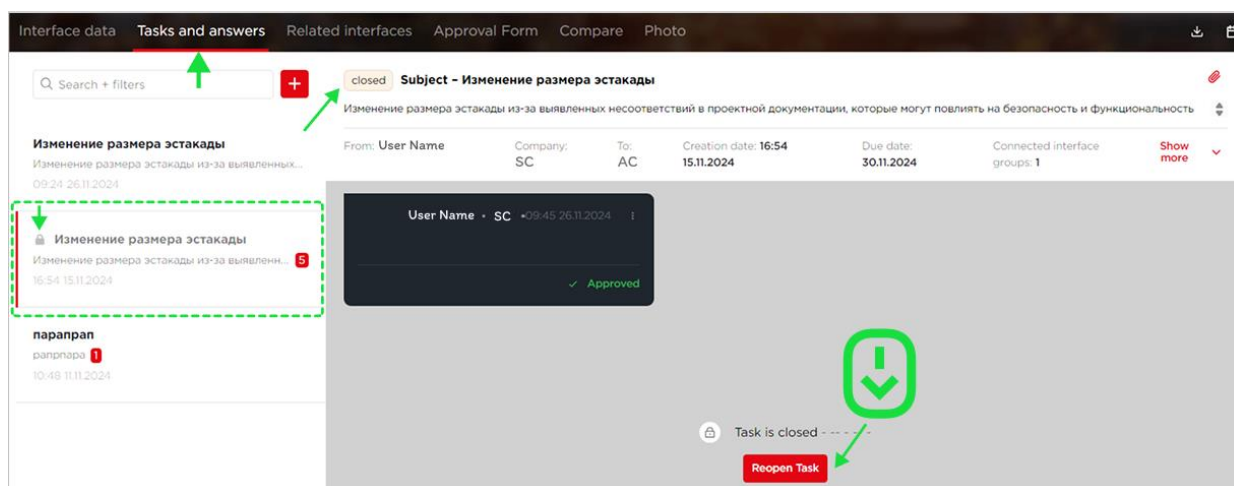 Interface data Tasks and answers Related interfaces Approval Form Compare Photo
Search + filters
+
Изменение размера эстакады
Изменение размера эстакады из-за выявленных...
09:24 26.11.2024
Изменение размера эстакады
Изменение размера эстакады из-за выявленн... 5
16:54 15.11.2024
парапрап
рапрпара 1
10:48 11.11.2024
closed Subject – Изменение размера эстакады
Изменение размера эстакады из-за выявленных несоответствий в проектной документации, которые могут повлиять на безопасность и функциональность
From: User Name Company: To: Creation date: 16:54 Due date: Connected interface Show
SC AC 15.11.2024 30.11.2024 groups: 1 more
User Name • SC •09:45 26.11.2024
✓ Approved
Task is closed - -- - -- -
Reopen Task